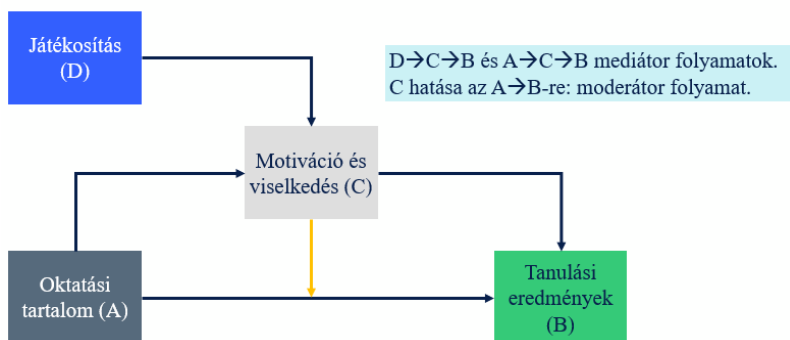 Játékosítás
(D)
D→C→B és A→C→B mediátor folyamatok.
C hatása az A→B-re: moderátor folyamat.
Motiváció és
viselkedés (C)
Oktatási
tartalom (A)
Tanulási
eredmények
(B)